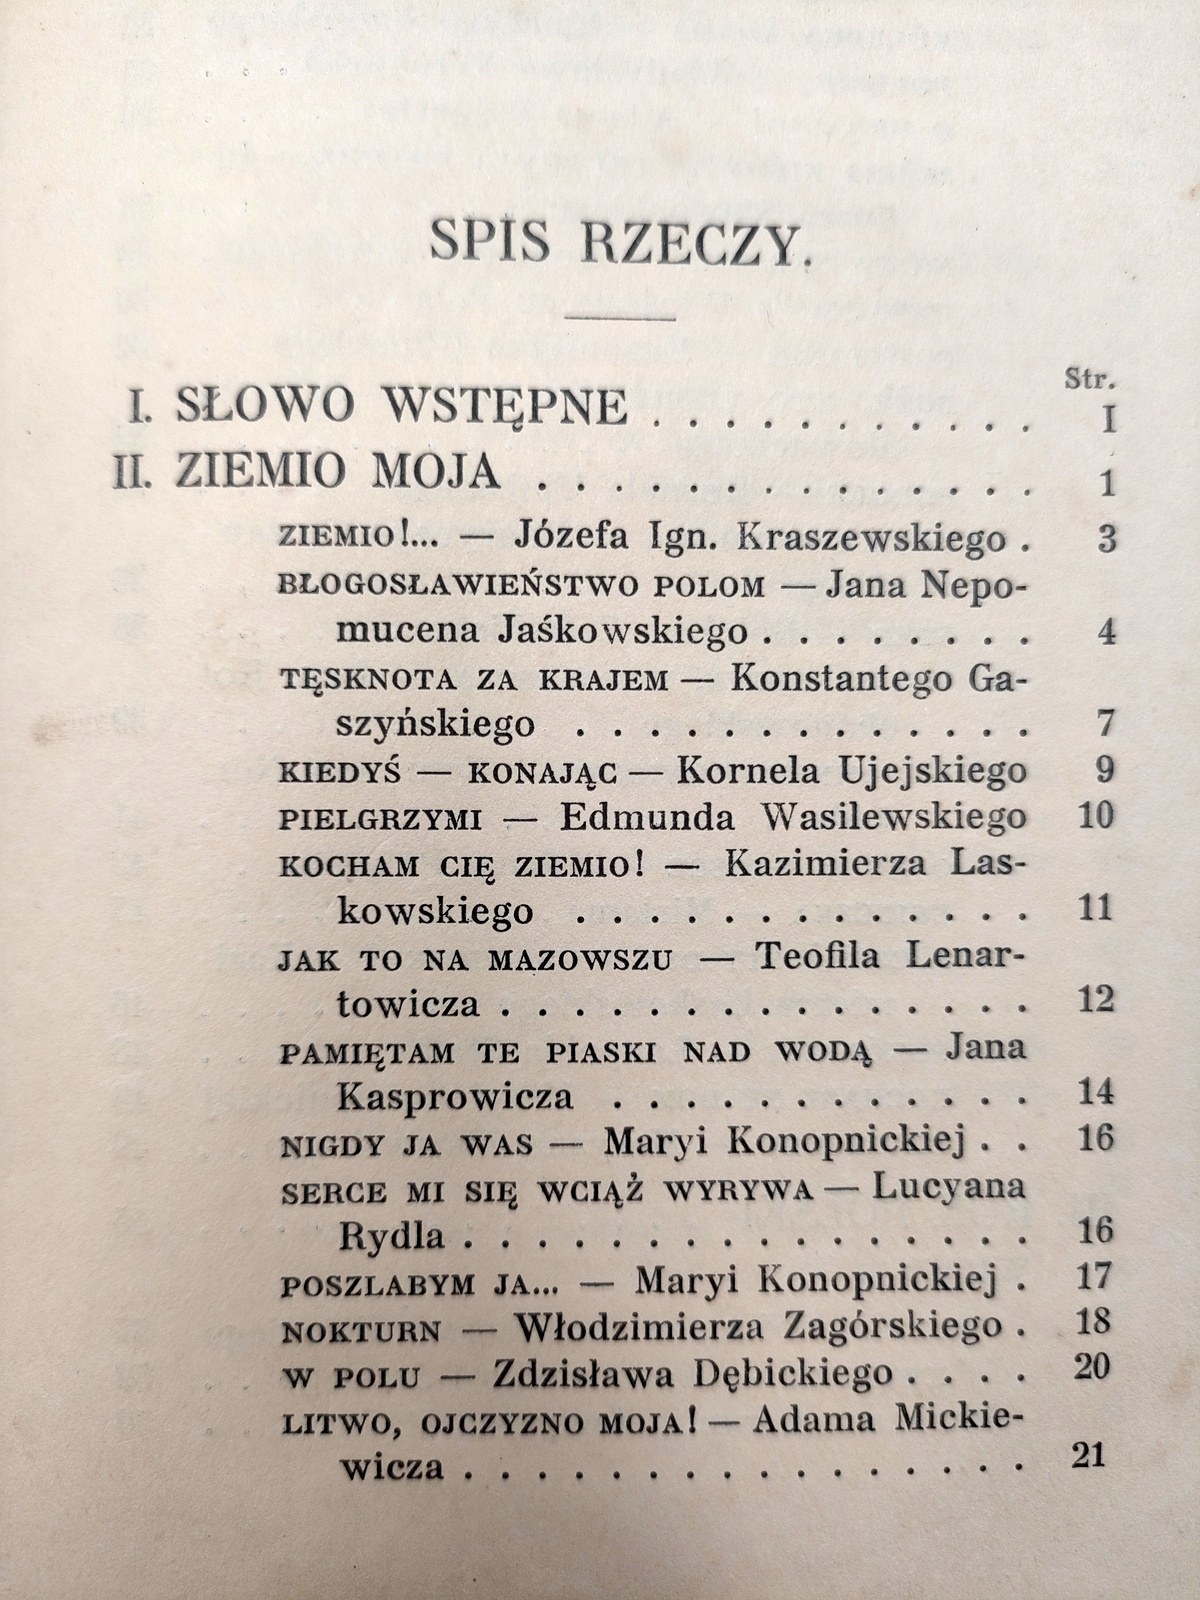 SPIS RZECZY.
Str.
I. SŁOWO WSTĘPNE . . . . . . . . . . . I
II. ZIEMIO MOJA . . . . . . . . . . . . . . 1
ZIEMIO!... — Józefa Ign. Kraszewskiego . 3
BŁOGOSŁAWIEŃSTWO POLOM — Jana Nepo-
mucena Jaśkowskiego . . . . . . . . 4
TĘSKNOTA ZA KRAJEM — Konstantego Ga-
szyńskiego . . . . . . . . . . . . . 7
KIEDYŚ — KONAJĄC — Kornela Ujejskiego 9
PIELGRZYMI — Edmunda Wasilewskiego 10
KOCHAM CIĘ ZIEMIO! — Kazimierza Las-
kowskiego . . . . . . . . . . . . . 11
JAK TO NA MAZOWSZU — Teofila Lenar-
towicza . . . . . . . . . . . . . . . 12
PAMIĘTAM TE PIASKI NAD WODĄ — Jana
Kasprowicza . . . . . . . . . . . . 14
NIGDY JA WAS — Maryi Konopnickiej . . 16
SERCE MI SIĘ WCIĄŻ WYRYWA — Lucyana
Rydla . . . . . . . . . . . . . . . . 16
POSZLABYM JA... — Maryi Konopnickiej . 17
NOKTURN — Włodzimierza Zagórskiego . 18
W POLU — Zdzisława Dębickiego . . . . 20
LITWO, OJCZYZNO MOJA! — Adama Mickie-
wicza . . . . . . . . . . . . . . . . 21